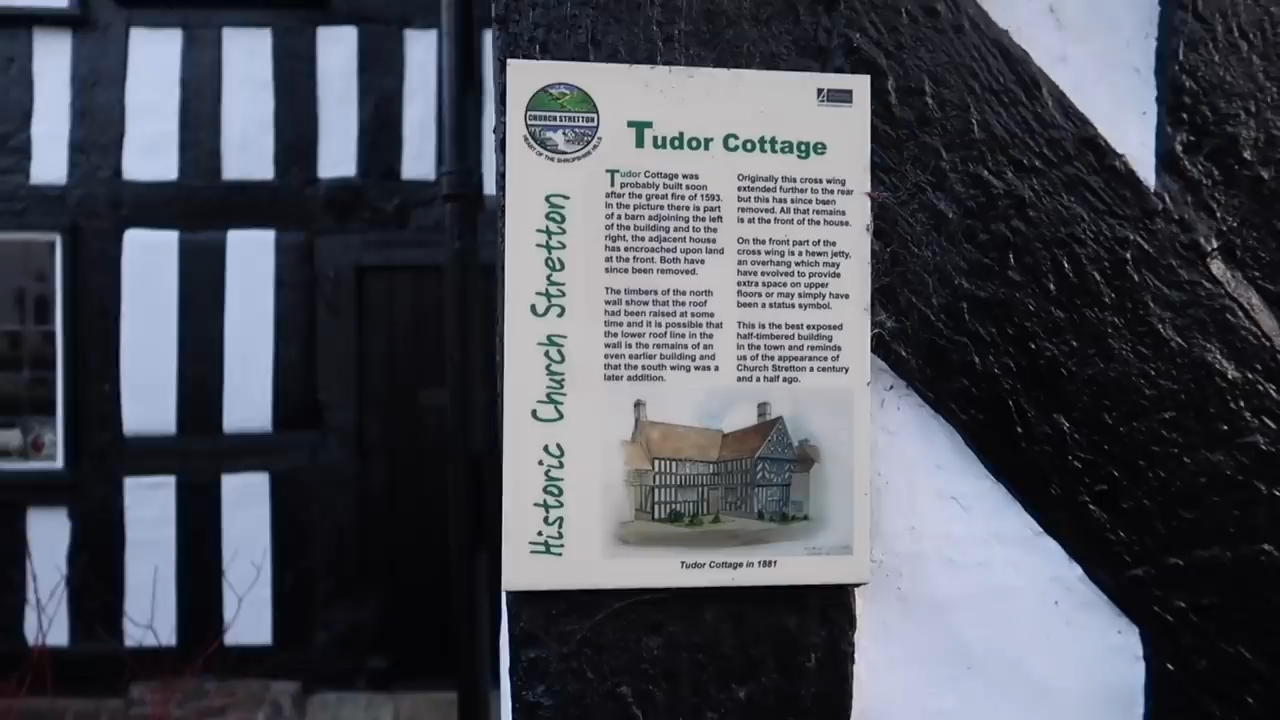 CHURCH STRETTON
HEART OF THE SHROPSHIRE HILLS
Tudor Cottage
Historic Church Stretton
Tudor Cottage was
probably built soon
after the great fire of 1593.
In the picture there is part
of a barn adjoining the left
of the building and to the
right, the adjacent house
has encroached upon land
at the front. Both have
since been removed.
The timbers of the north
wall show that the roof
had been raised at some
time and it is possible that
the lower roof line in the
wall is the remains of an
even earlier building and
that the south wing was a
later addition.
Originally this cross wing
extended further to the rear
but this has since been
removed. All that remains
is at the front of the house.
On the front part of the
cross wing is a hewn jetty,
an overhang which may
have evolved to provide
extra space on upper
floors or may simply have
been a status symbol.
This is the best exposed
half-timbered building
in the town and reminds
us of the appearance of
Church Stretton a century
and a half ago.
Tudor Cottage in 1881